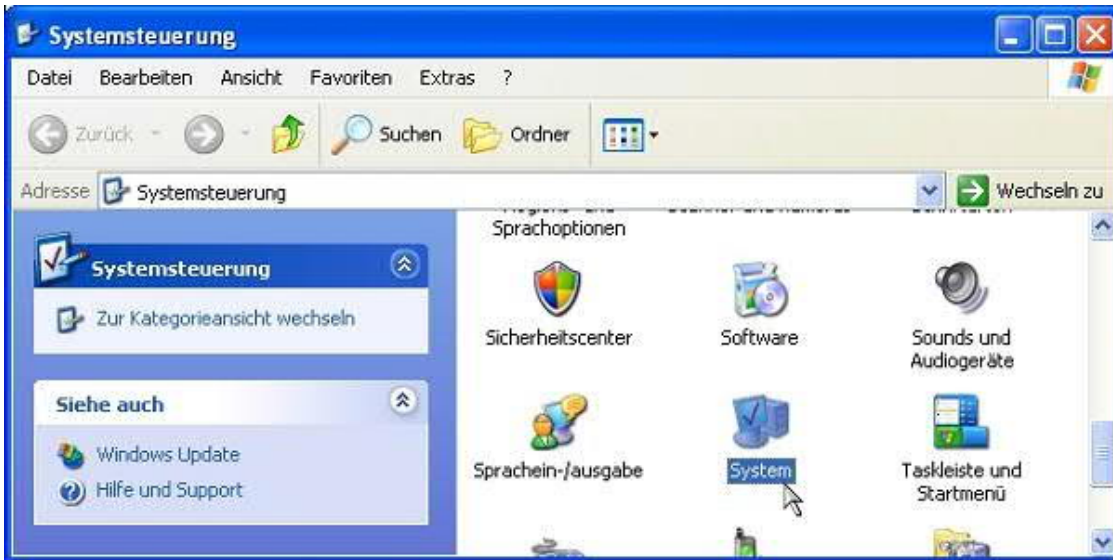 Systemsteuerung
Datei Bearbeiten Ansicht Favoriten Extras ?
Zurück Suchen Ordner
Adresse Systemsteuerung Wechseln zu
Systemsteuerung
Zur Kategorieansicht wechseln
Siehe auch
Windows Update
Hilfe und Support
Sprachoptionen
Sicherheitscenter
Software
Sounds und
Audiogeräte
Sprachein-/ausgabe
System
Taskleiste und
Startmenü